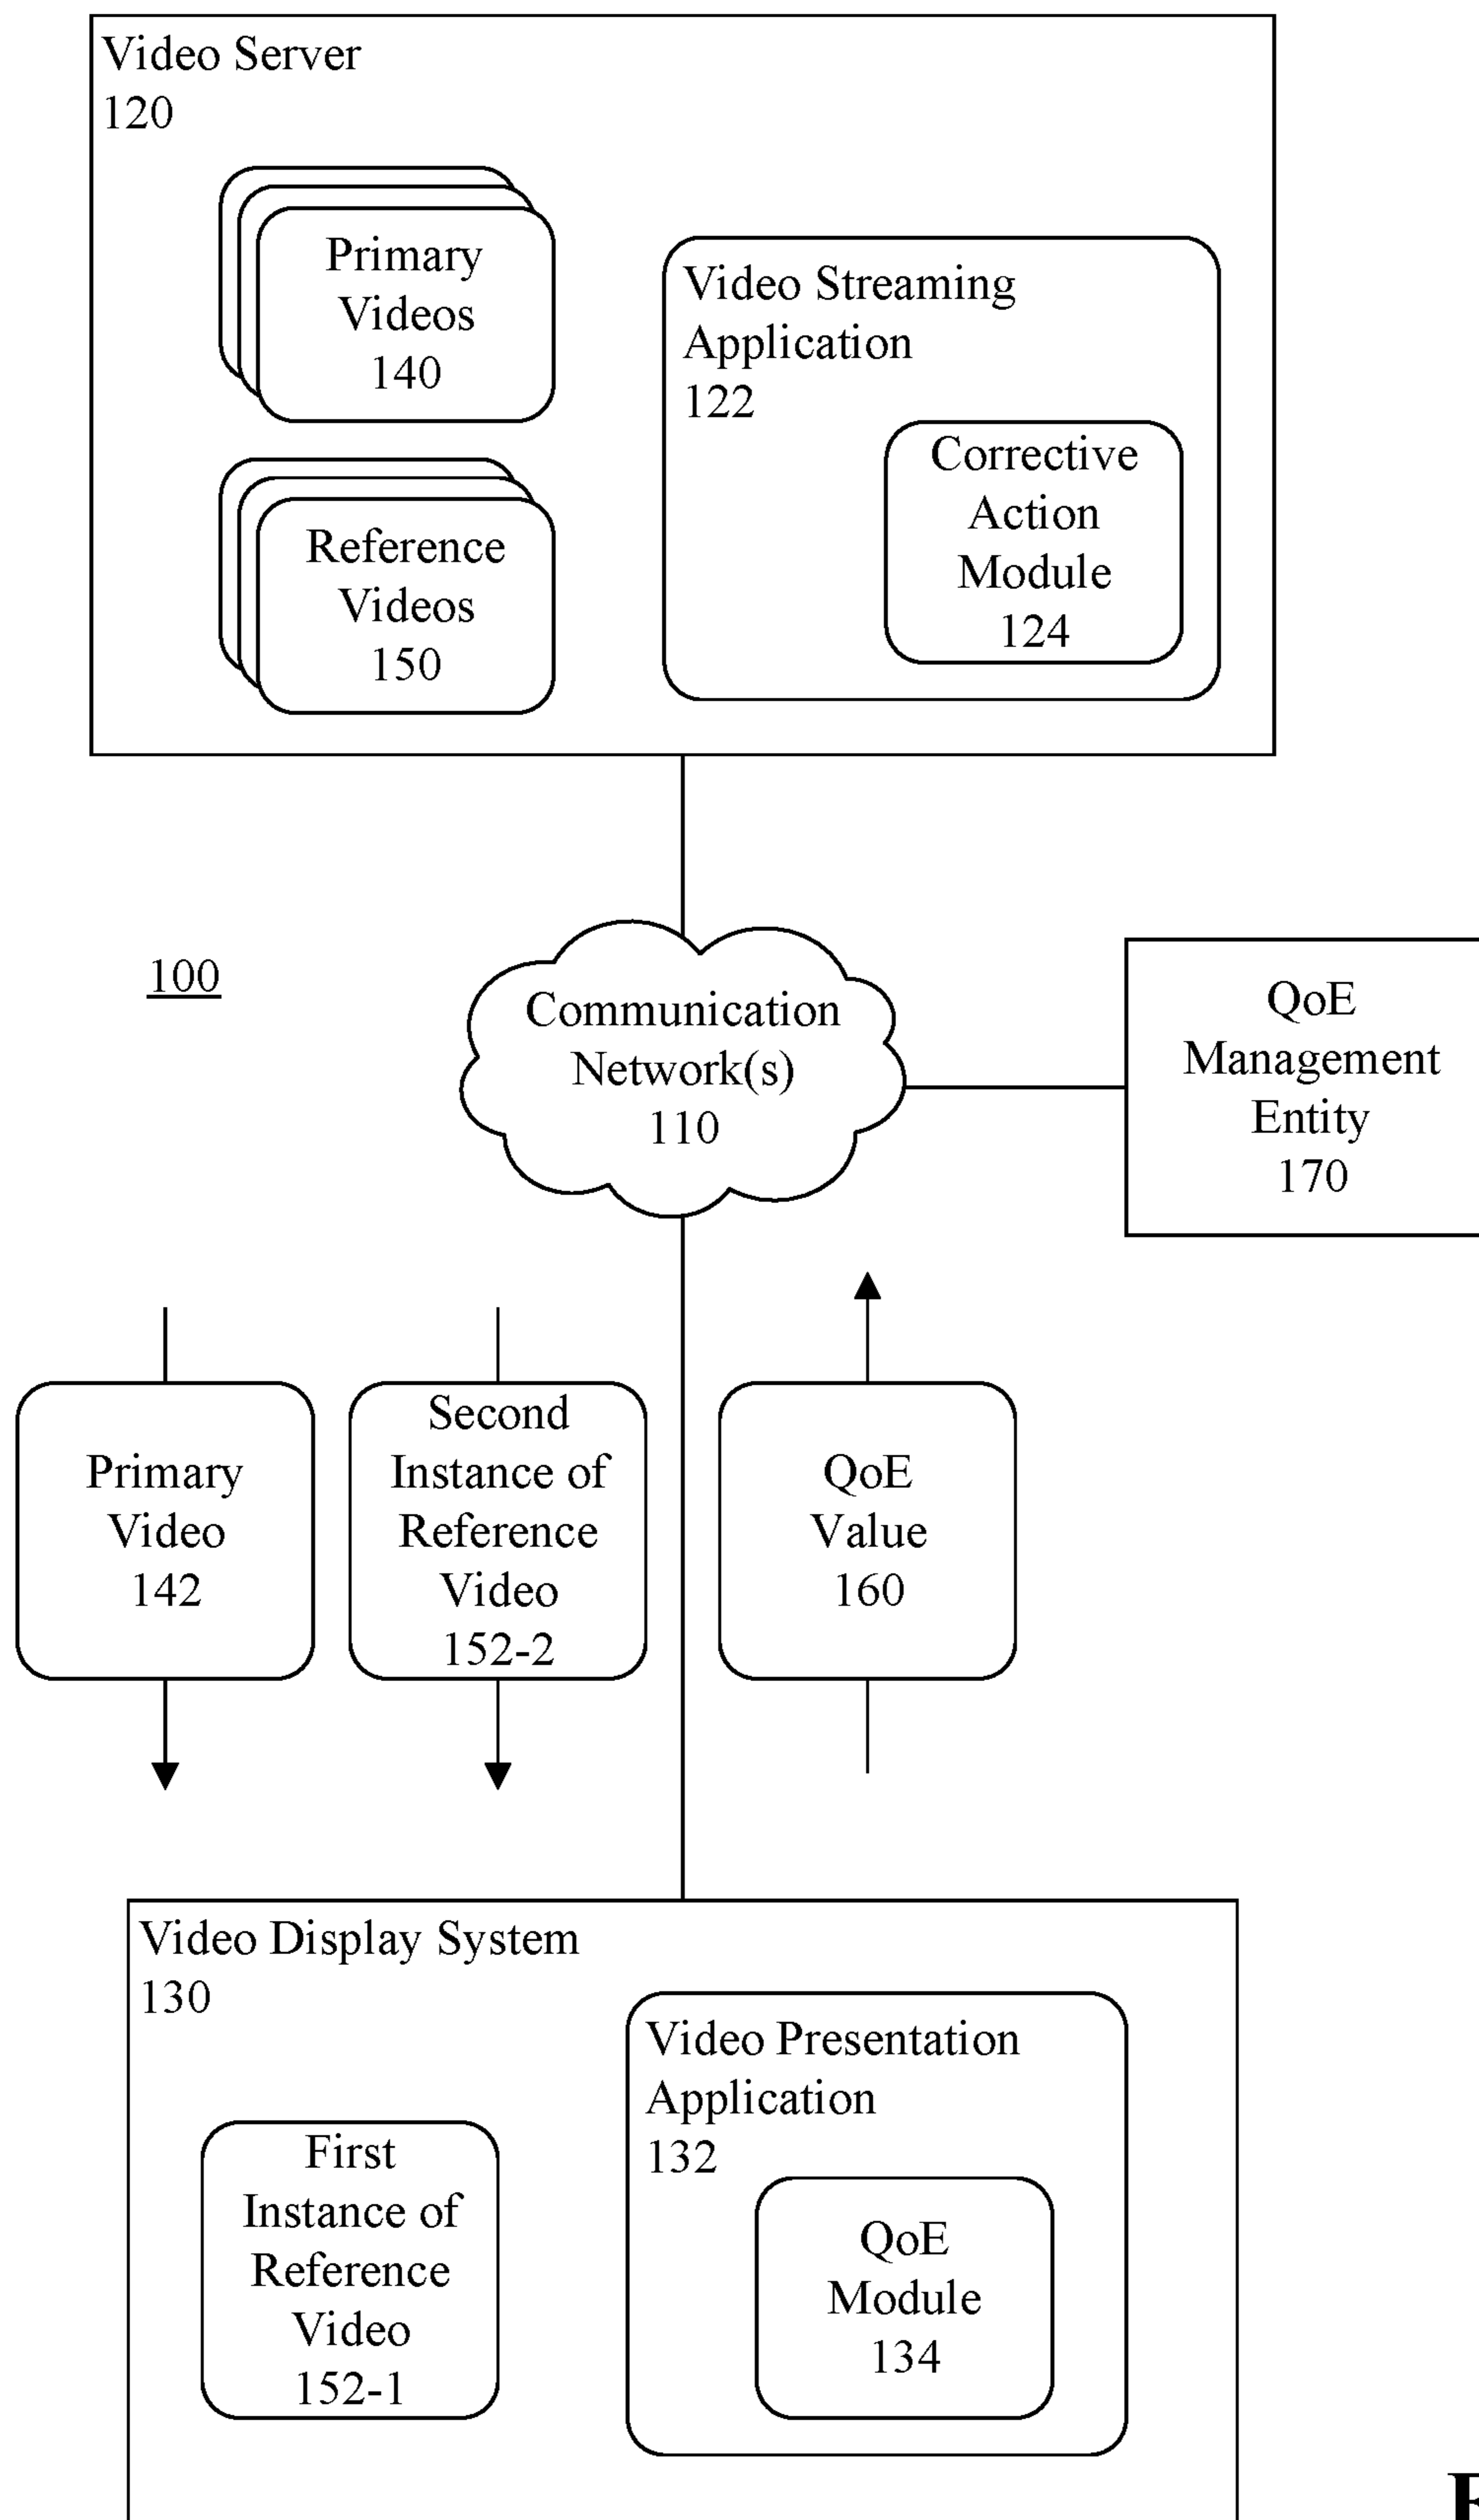 Video Server
120
Primary
Videos
140
Video Streaming
Application
122
Corrective
Action
Module
124
Reference
Videos
150
100
Communication
Network(s)
110
QoE
Management
Entity
170
Primary
Video
142
Second
Instance of
Reference
Video
152-2
QoE
Value
160
Video Display System
130
Video Presentation
Application
132
First
Instance of
Reference
Video
152-1
QoE
Module
134